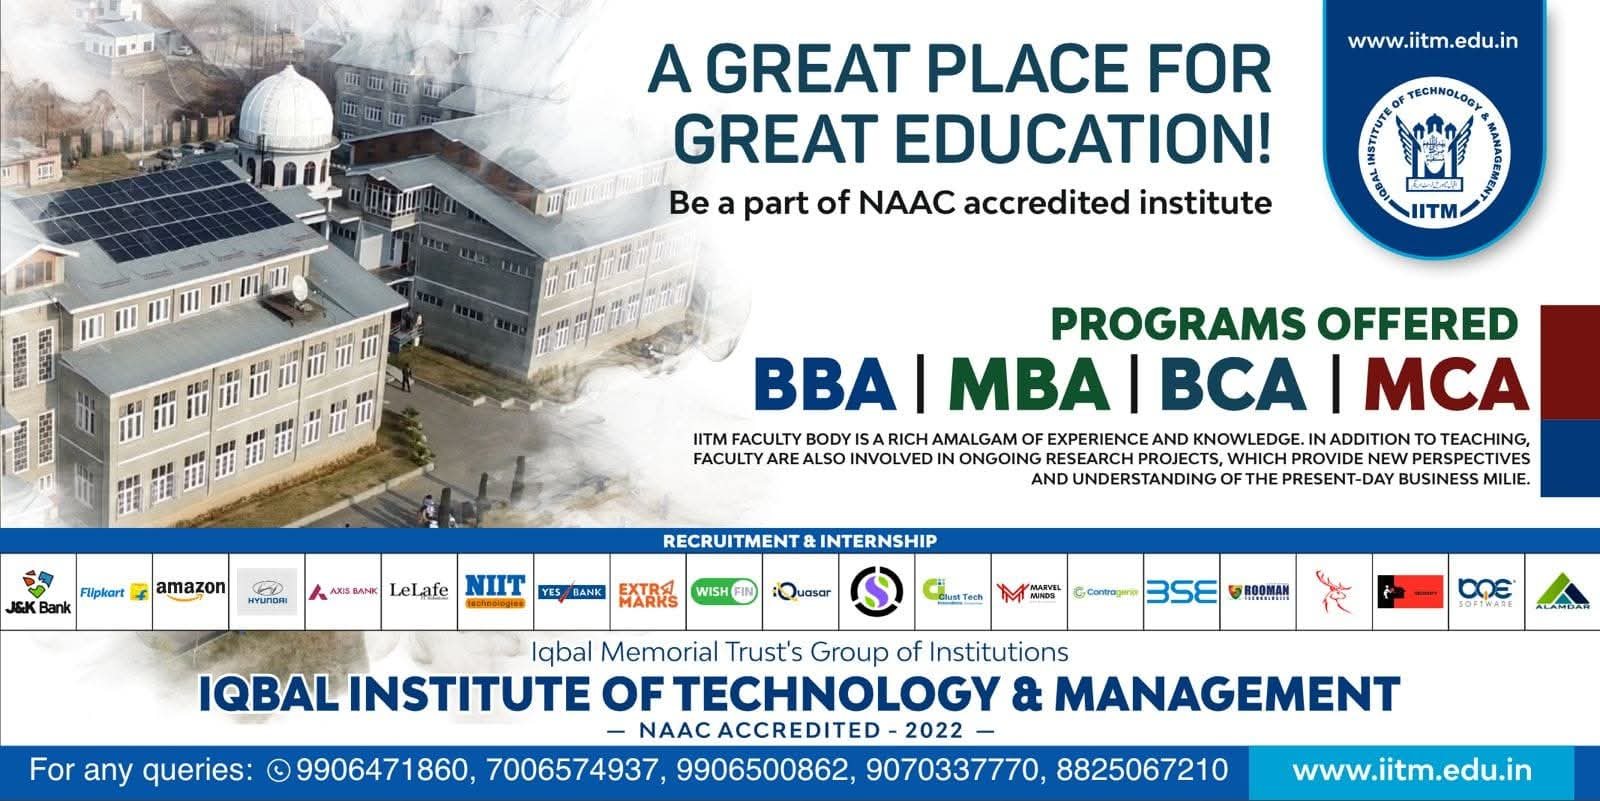 A GREAT PLACE FOR
GREAT EDUCATION!
Be a part of NAAC accredited institute
www.iitm.edu.in
IQBAL INSTITUTE OF TECHNOLOGY & MANAGEMENT
IITM
PROGRAMS OFFERED
BBA | MBA | BCA | MCA
IITM FACULTY BODY IS A RICH AMALGAM OF EXPERIENCE AND KNOWLEDGE. IN ADDITION TO TEACHING,
FACULTY ARE ALSO INVOLVED IN ONGOING RESEARCH PROJECTS, WHICH PROVIDE NEW PERSPECTIVES
AND UNDERSTANDING OF THE PRESENT-DAY BUSINESS MILIE.
RECRUITMENT & INTERNSHIP
J&K Bank
Flipkart
amazon
HYUNDAI
AXIS BANK
LeLafe
NIIT
technologies
YES BANK
EXTRA
MARKS
WISH FIN
iQuasar
Clust Tech
MARVEL
MINDS
Contragenix
BSE
ROOMAN
TECHNOLOGIES
BQE
SOFTWARE
ALAMDAR
Iqbal Memorial Trust's Group of Institutions
IQBAL INSTITUTE OF TECHNOLOGY & MANAGEMENT
— NAAC ACCREDITED - 2022 —
For any queries: 9906471860, 7006574937, 9906500862, 9070337770, 8825067210
www.iitm.edu.in